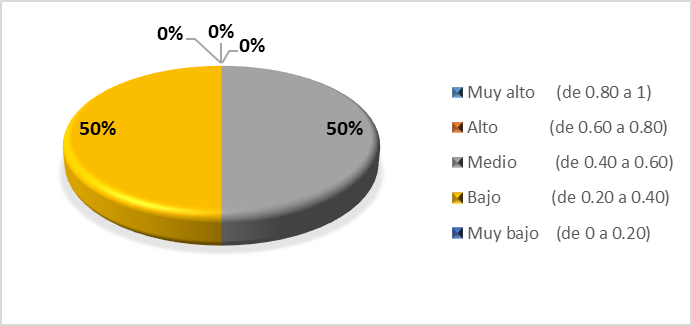 0%
0%
0%
50%
50%
Muy alto (de 0.80 a 1)
Alto (de 0.60 a 0.80)
Medio (de 0.40 a 0.60)
Bajo (de 0.20 a 0.40)
Muy bajo (de 0 a 0.20)